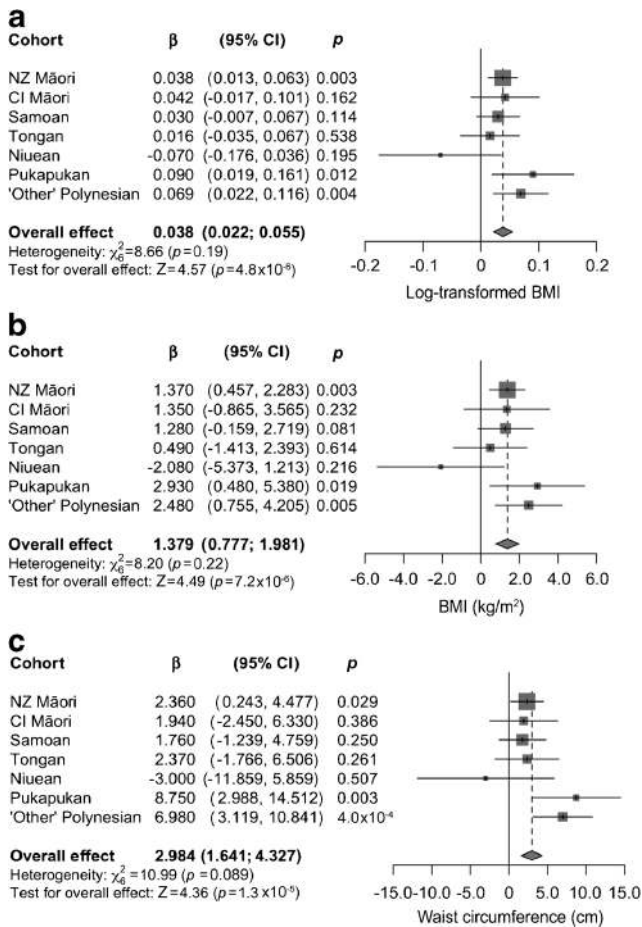 a
Cohort β (95% CI) p
NZ Māori 0.038 (0.013, 0.063) 0.003
CI Māori 0.042 (-0.017, 0.101) 0.162
Samoan 0.030 (-0.007, 0.067) 0.114
Tongan 0.016 (-0.035, 0.067) 0.538
Niuean -0.070 (-0.176, 0.036) 0.195
Pukapukan 0.090 (0.019, 0.161) 0.012
'Other' Polynesian 0.069 (0.022, 0.116) 0.004
Overall effect 0.038 (0.022; 0.055)
Heterogeneity: χ₆²=8.66 (p=0.19)
Test for overall effect: Z=4.57 (p=4.8x10⁻⁶)
-0.2 -0.1 0 0.1 0.2
Log-transformed BMI
b
Cohort β (95% CI) p
NZ Māori 1.370 (0.457, 2.283) 0.003
CI Māori 1.350 (-0.865, 3.565) 0.232
Samoan 1.280 (-0.159, 2.719) 0.081
Tongan 0.490 (-1.413, 2.393) 0.614
Niuean -2.080 (-5.373, 1.213) 0.216
Pukapukan 2.930 (0.480, 5.380) 0.019
'Other' Polynesian 2.480 (0.755, 4.205) 0.005
Overall effect 1.379 (0.777; 1.981)
Heterogeneity: χ₆²=8.20 (p=0.22)
Test for overall effect: Z=4.49 (p=7.2x10⁻⁶)
-6.0 -4.0 -2.0 0 2.0 4.0 6.0
BMI (kg/m²)
c
Cohort β (95% CI) p
NZ Māori 2.360 (0.243, 4.477) 0.029
CI Māori 1.940 (-2.450, 6.330) 0.386
Samoan 1.760 (-1.239, 4.759) 0.250
Tongan 2.370 (-1.766, 6.506) 0.261
Niuean -3.000 (-11.859, 5.859) 0.507
Pukapukan 8.750 (2.988, 14.512) 0.003
'Other' Polynesian 6.980 (3.119, 10.841) 4.0x10⁻⁴
Overall effect 2.984 (1.641; 4.327)
Heterogeneity: χ₆²=10.99 (p=0.089)
Test for overall effect: Z=4.36 (p=1.3x10⁻⁵)
-15.0 -10.0 -5.0 0 5.0 10.0 15.0
Waist circumference (cm)